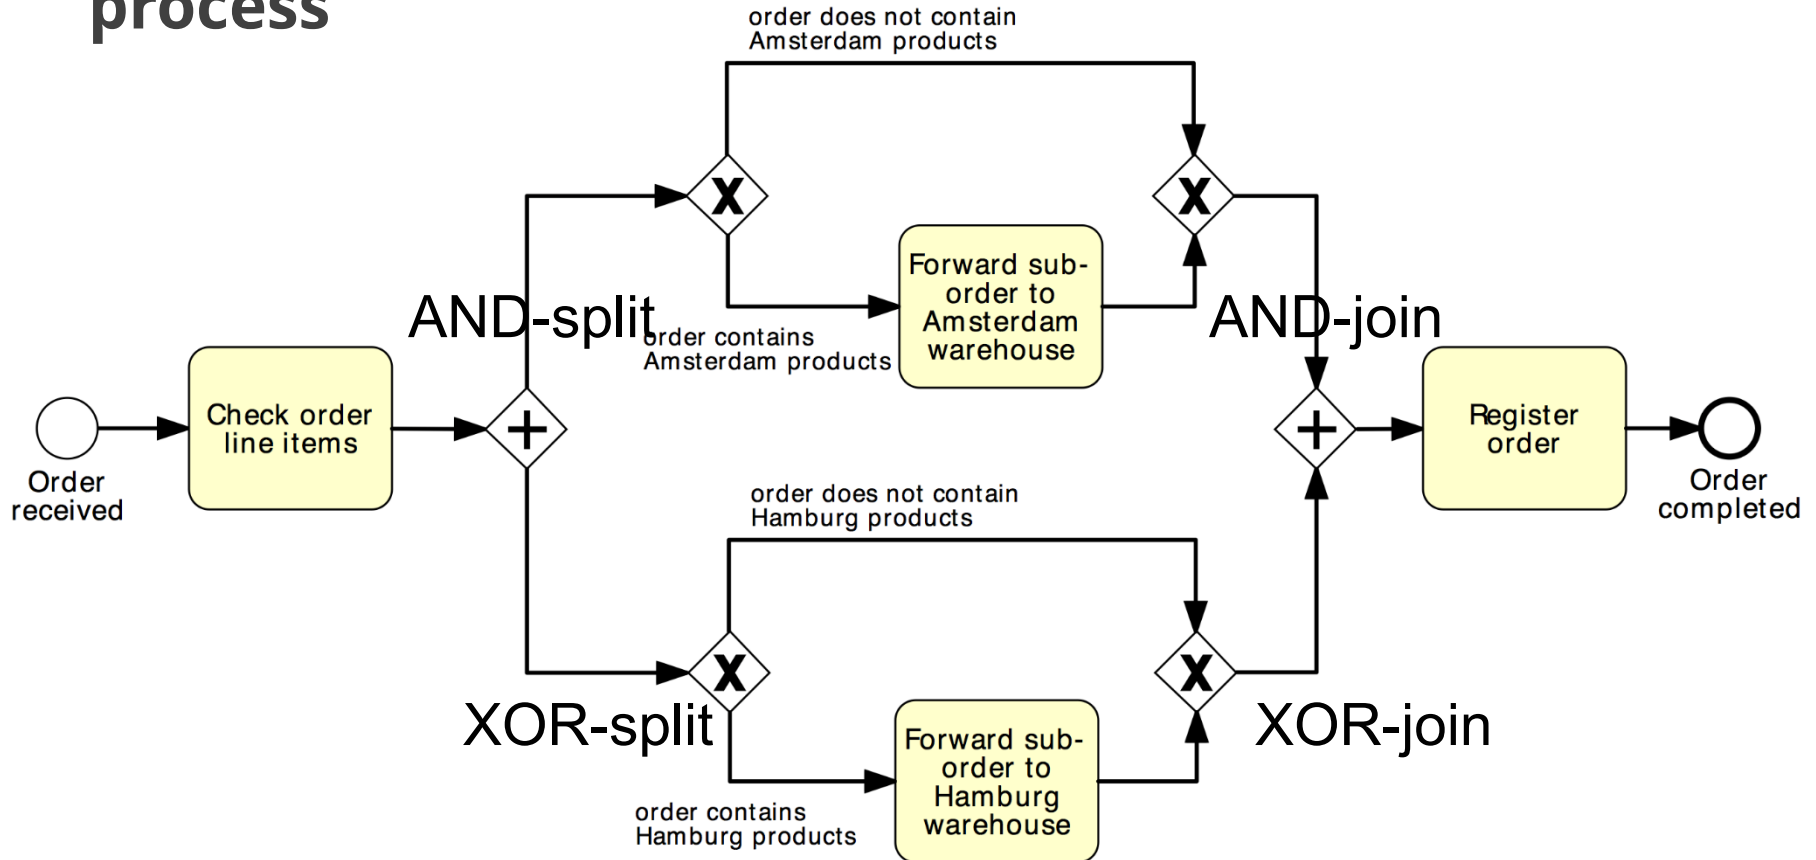 process
order does not contain
Amsterdam products
Forward sub-
order to
Amsterdam
warehouse
AND-split
AND-join
order contains
Amsterdam products
Check order
line items
Register
order
Order
received
Order
completed
order does not contain
Hamburg products
XOR-split
XOR-join
Forward sub-
order to
Hamburg
warehouse
order contains
Hamburg products